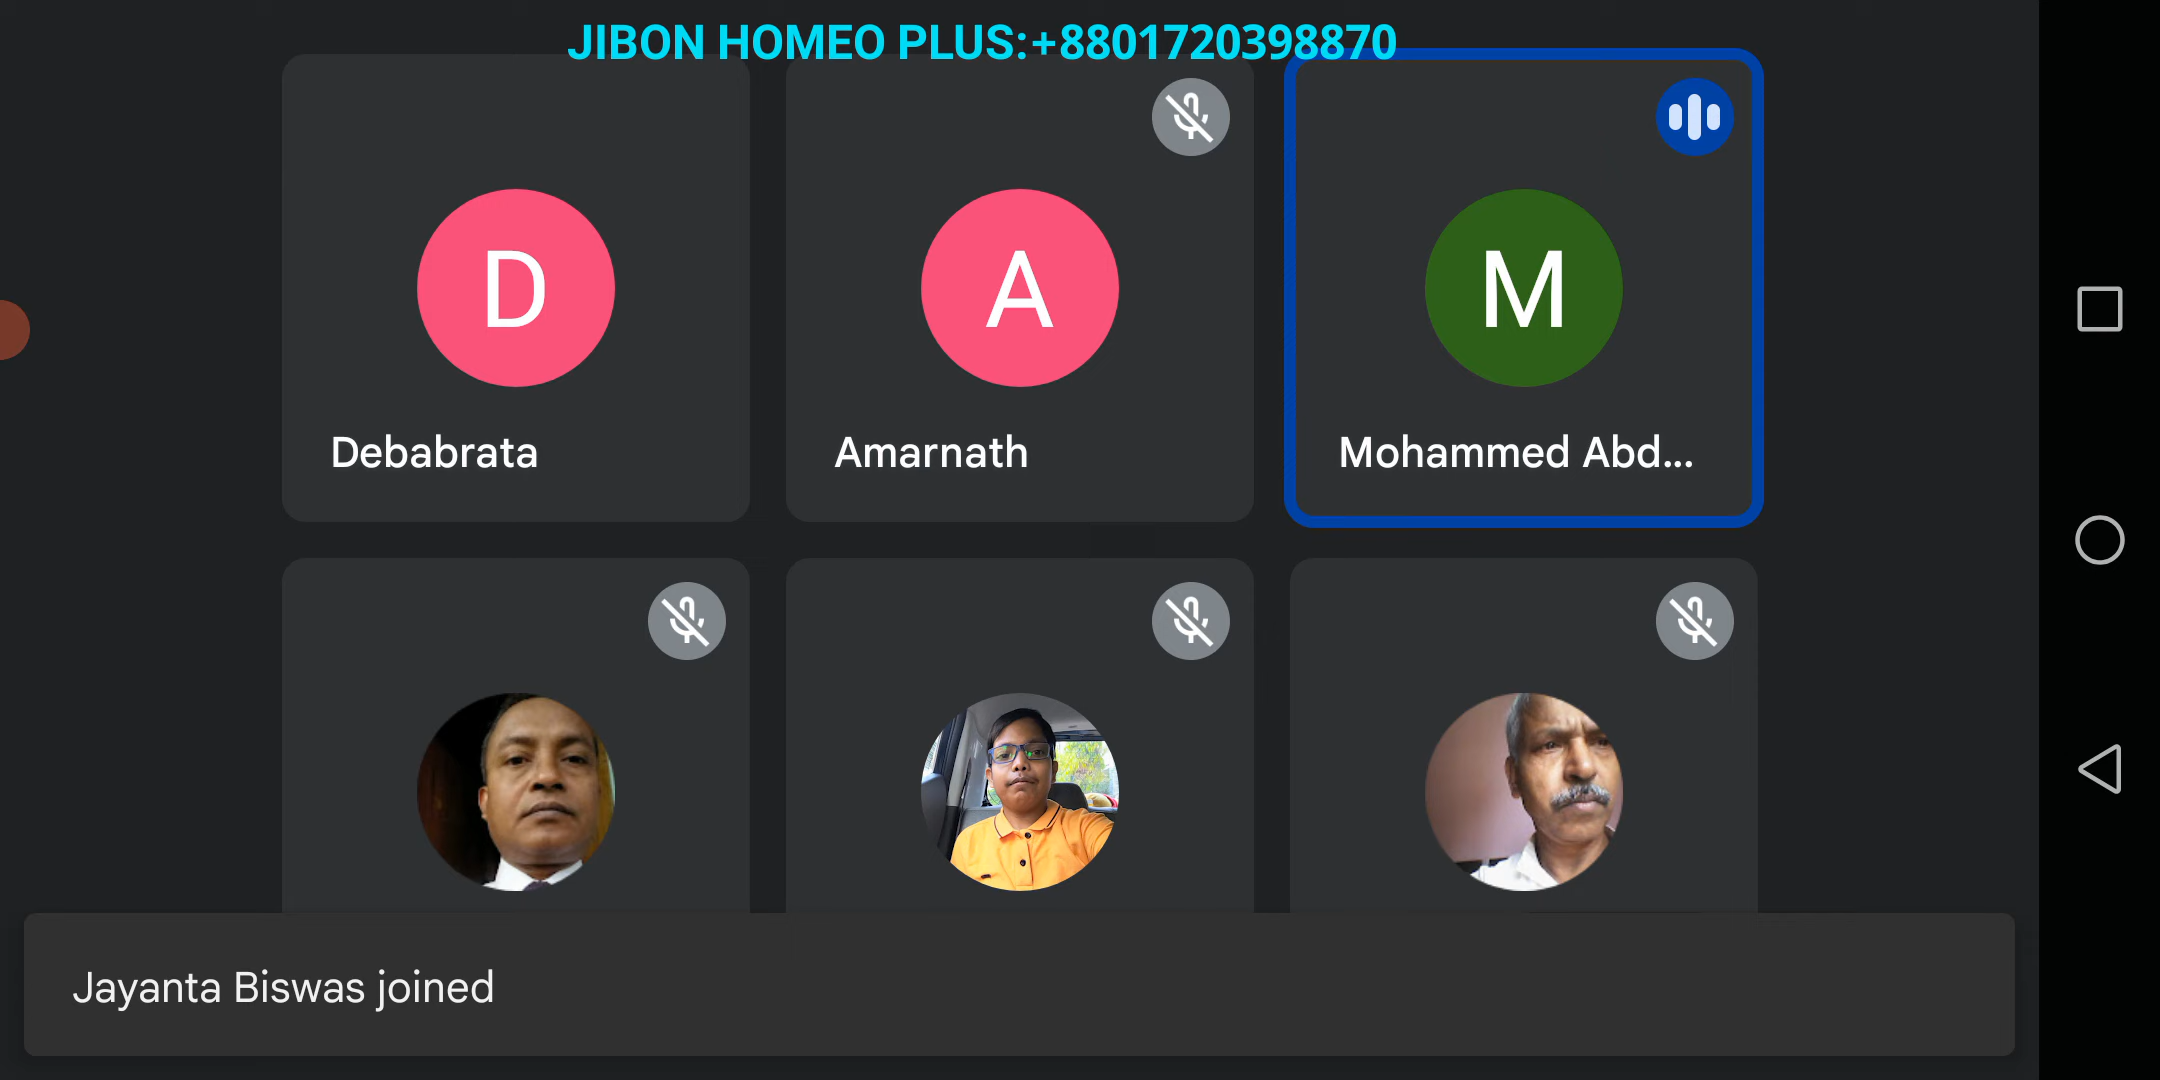 JIBON HOMEO PLUS:+8801720398870
D
A
M
Debabrata
Amarnath
Mohammed Abd...
Jayanta Biswas joined